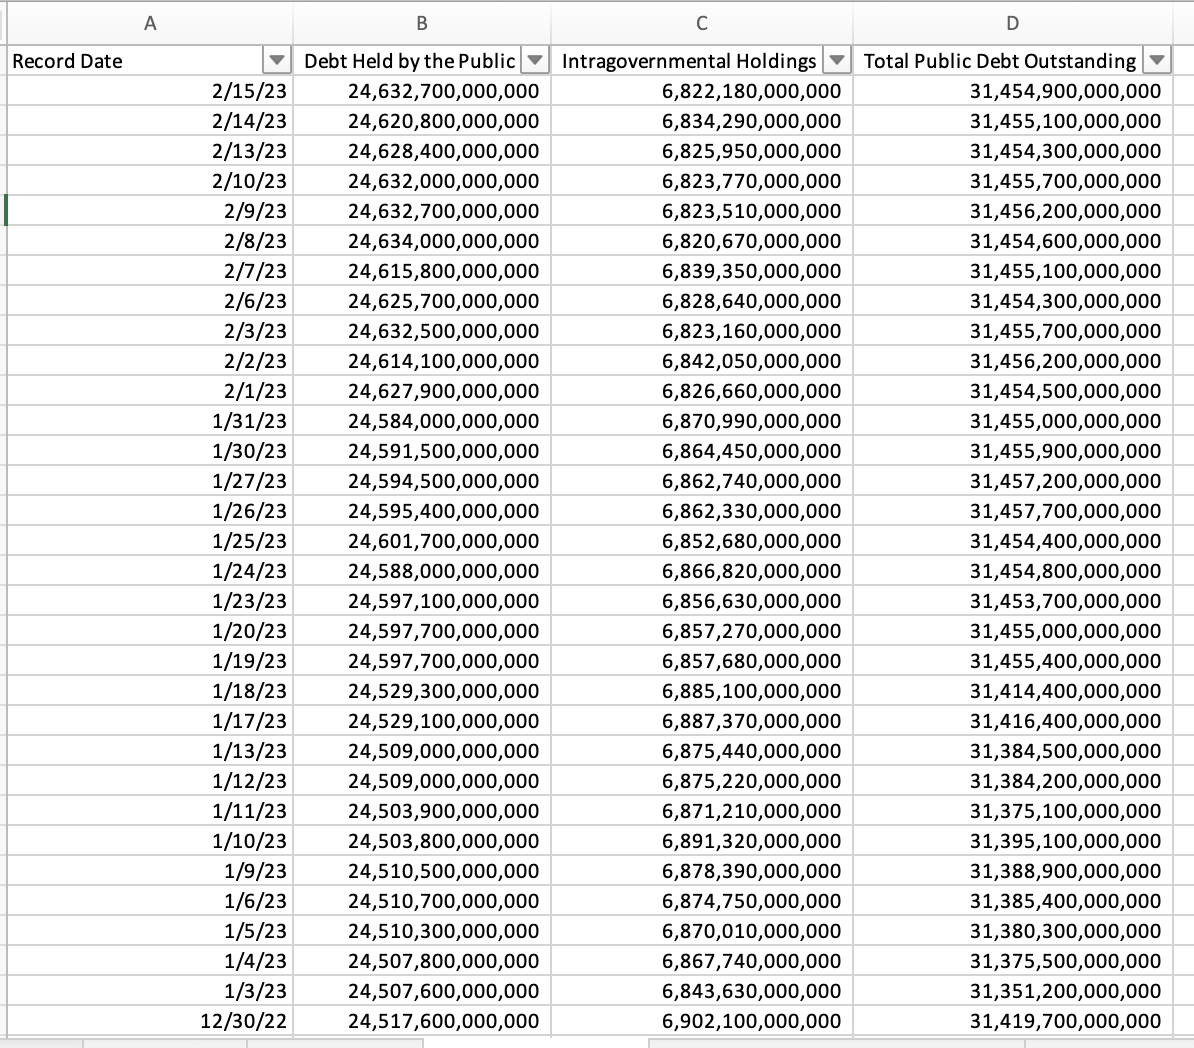 A B C D
Record Date Debt Held by the Public Intragovernmental Holdings Total Public Debt Outstanding
2/15/23 24,632,700,000,000 6,822,180,000,000 31,454,900,000,000
2/14/23 24,620,800,000,000 6,834,290,000,000 31,455,100,000,000
2/13/23 24,628,400,000,000 6,825,950,000,000 31,454,300,000,000
2/10/23 24,632,000,000,000 6,823,770,000,000 31,455,700,000,000
2/9/23 24,632,700,000,000 6,823,510,000,000 31,456,200,000,000
2/8/23 24,634,000,000,000 6,820,670,000,000 31,454,600,000,000
2/7/23 24,615,800,000,000 6,839,350,000,000 31,455,100,000,000
2/6/23 24,625,700,000,000 6,828,640,000,000 31,454,300,000,000
2/3/23 24,632,500,000,000 6,823,160,000,000 31,455,700,000,000
2/2/23 24,614,100,000,000 6,842,050,000,000 31,456,200,000,000
2/1/23 24,627,900,000,000 6,826,660,000,000 31,454,500,000,000
1/31/23 24,584,000,000,000 6,870,990,000,000 31,455,000,000,000
1/30/23 24,591,500,000,000 6,864,450,000,000 31,455,900,000,000
1/27/23 24,594,500,000,000 6,862,740,000,000 31,457,200,000,000
1/26/23 24,595,400,000,000 6,862,330,000,000 31,457,700,000,000
1/25/23 24,601,700,000,000 6,852,680,000,000 31,454,400,000,000
1/24/23 24,588,000,000,000 6,866,820,000,000 31,454,800,000,000
1/23/23 24,597,100,000,000 6,856,630,000,000 31,453,700,000,000
1/20/23 24,597,700,000,000 6,857,270,000,000 31,455,000,000,000
1/19/23 24,597,700,000,000 6,857,680,000,000 31,455,400,000,000
1/18/23 24,529,300,000,000 6,885,100,000,000 31,414,400,000,000
1/17/23 24,529,100,000,000 6,887,370,000,000 31,416,400,000,000
1/13/23 24,509,000,000,000 6,875,440,000,000 31,384,500,000,000
1/12/23 24,509,000,000,000 6,875,220,000,000 31,384,200,000,000
1/11/23 24,503,900,000,000 6,871,210,000,000 31,375,100,000,000
1/10/23 24,503,800,000,000 6,891,320,000,000 31,395,100,000,000
1/9/23 24,510,500,000,000 6,878,390,000,000 31,388,900,000,000
1/6/23 24,510,700,000,000 6,874,750,000,000 31,385,400,000,000
1/5/23 24,510,300,000,000 6,870,010,000,000 31,380,300,000,000
1/4/23 24,507,800,000,000 6,867,740,000,000 31,375,500,000,000
1/3/23 24,507,600,000,000 6,843,630,000,000 31,351,200,000,000
12/30/22 24,517,600,000,000 6,902,100,000,000 31,419,700,000,000